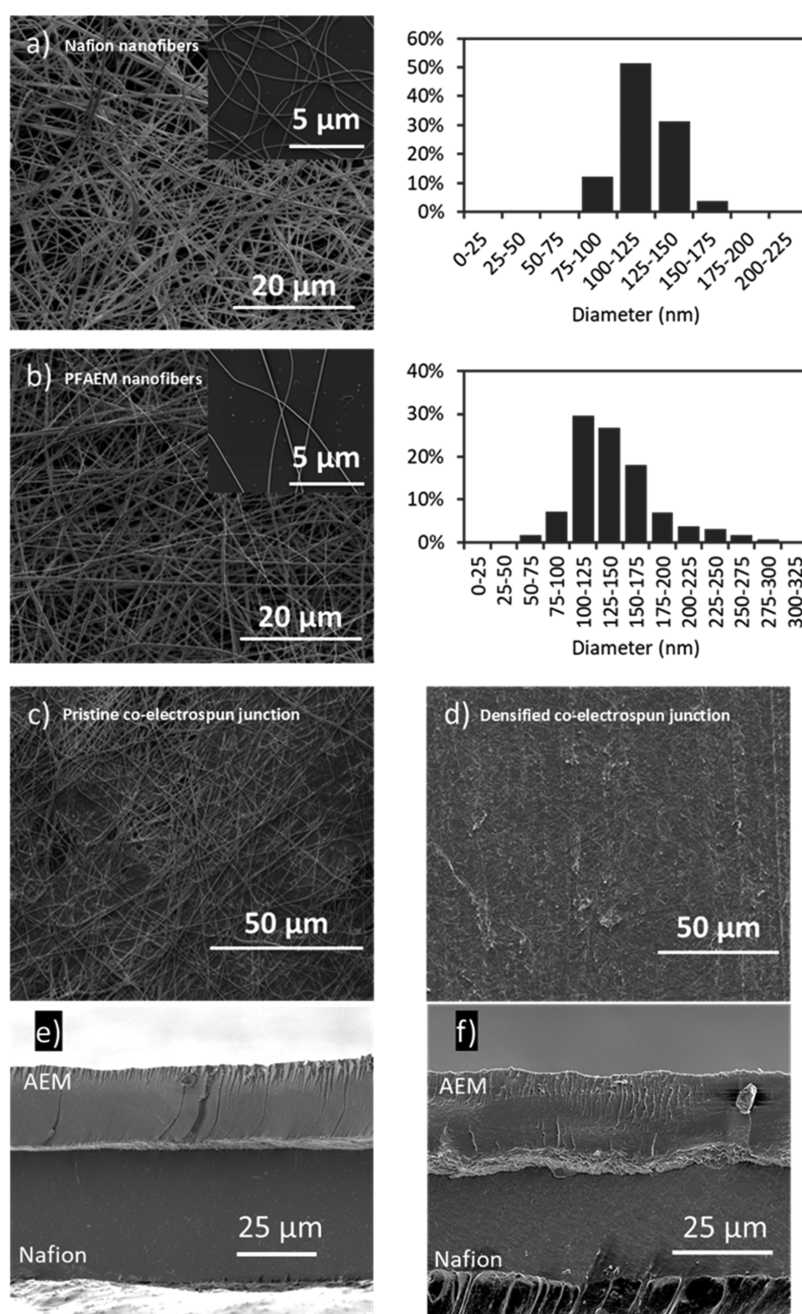 a) Nafion nanofibers
5 µm
20 µm
60%
50%
40%
30%
20%
10%
0%
0-25
25-50
50-75
75-100
100-125
125-150
150-175
175-200
200-225
Diameter (nm)
b) PFAEM nanofibers
5 µm
20 µm
40%
30%
20%
10%
0%
0-25
25-50
50-75
75-100
100-125
125-150
150-175
175-200
200-225
225-250
250-275
275-300
300-325
Diameter (nm)
c) Pristine co-electrospun junction
50 µm
d) Densified co-electrospun junction
50 µm
e)
AEM
25 µm
Nafion
f)
AEM
25 µm
Nafion